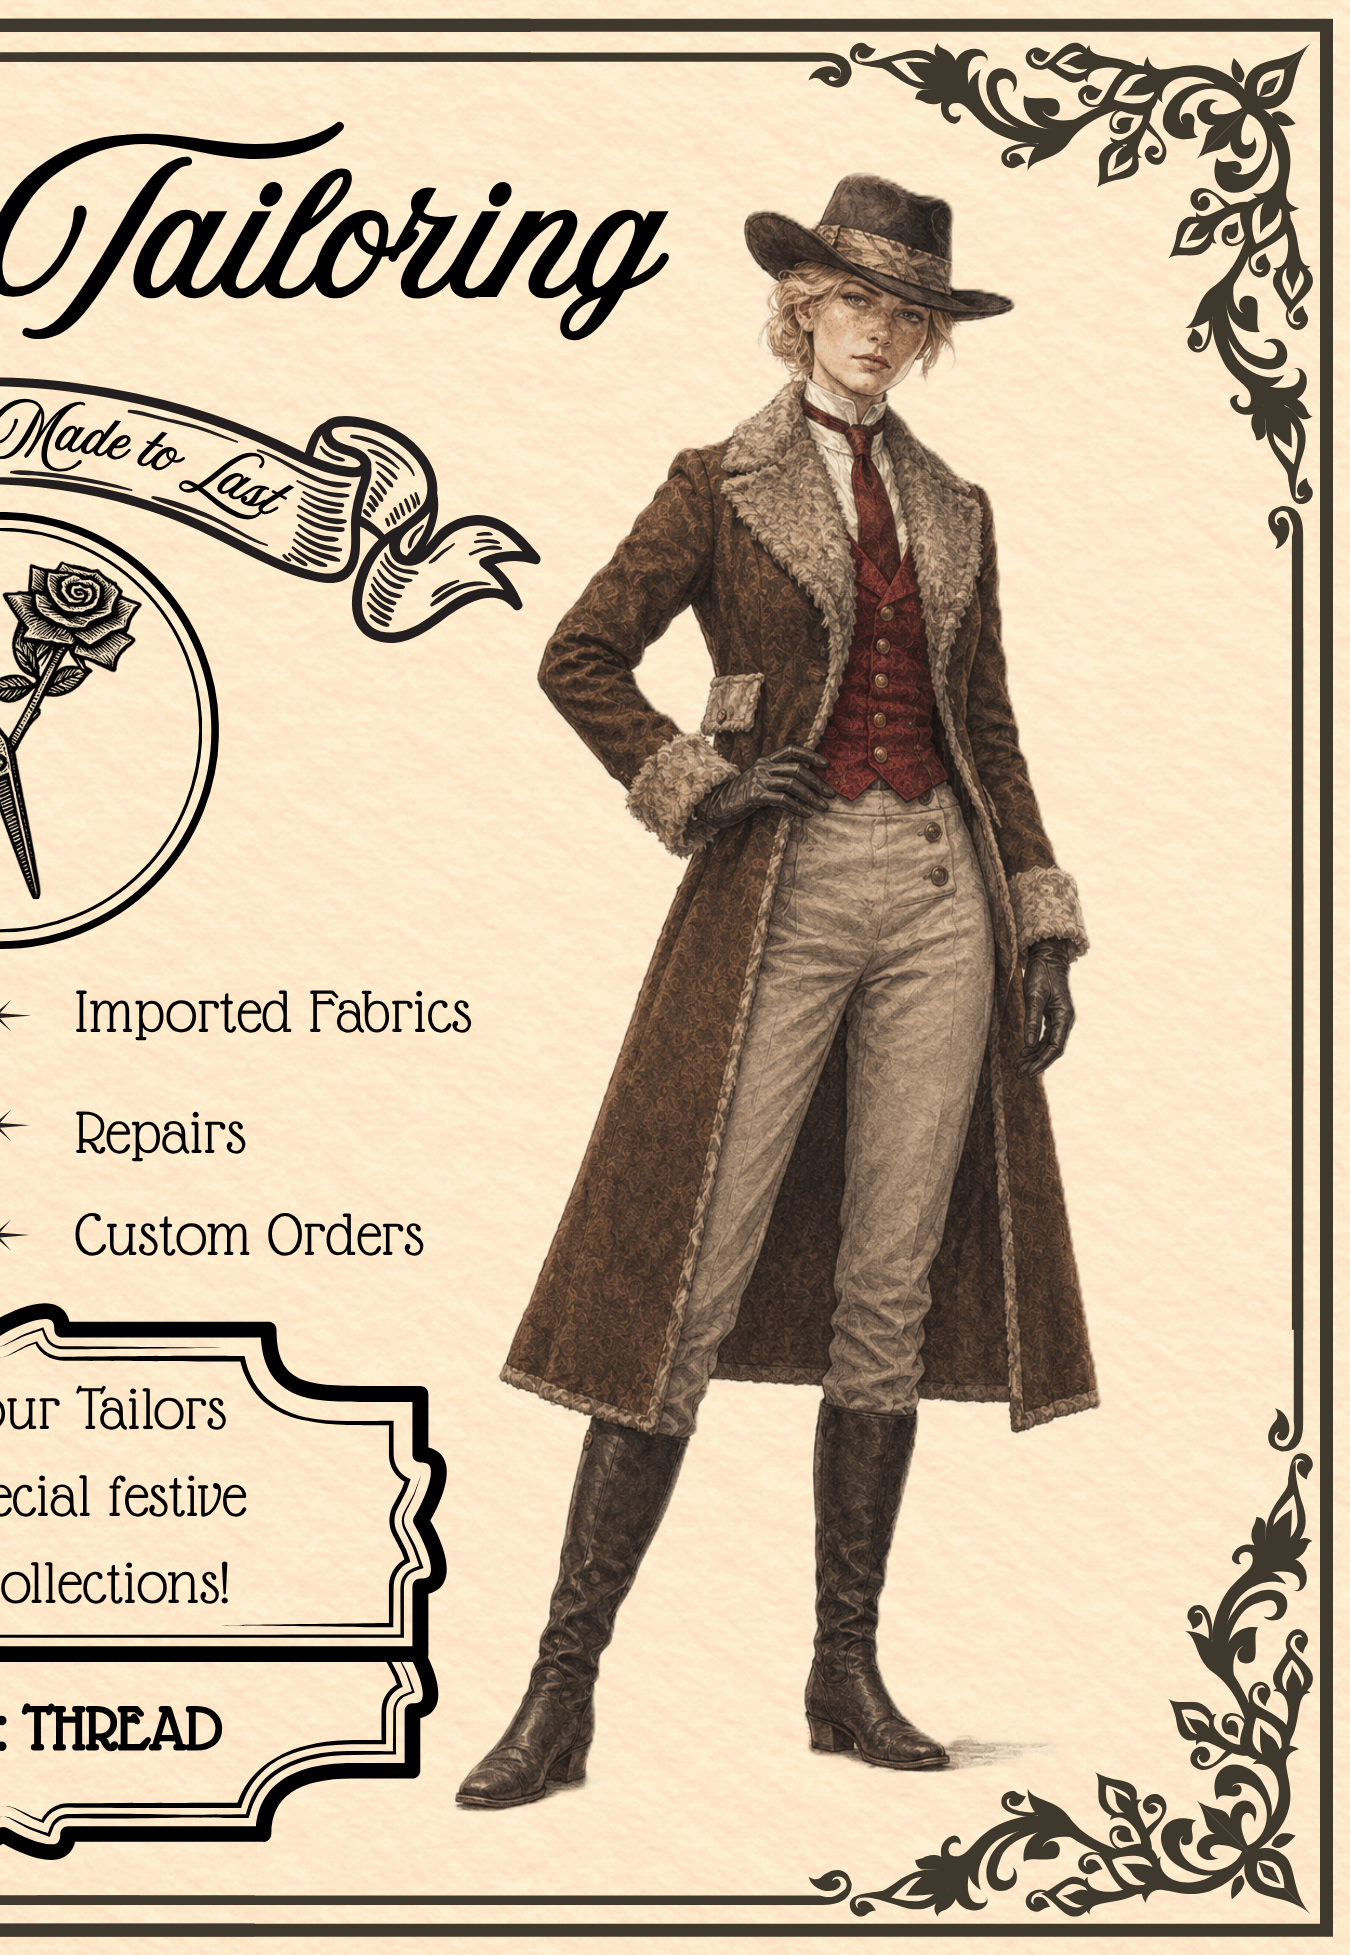 Tailoring
Made to Last
Imported Fabrics
Repairs
Custom Orders
Tailors
festive
: THREAD